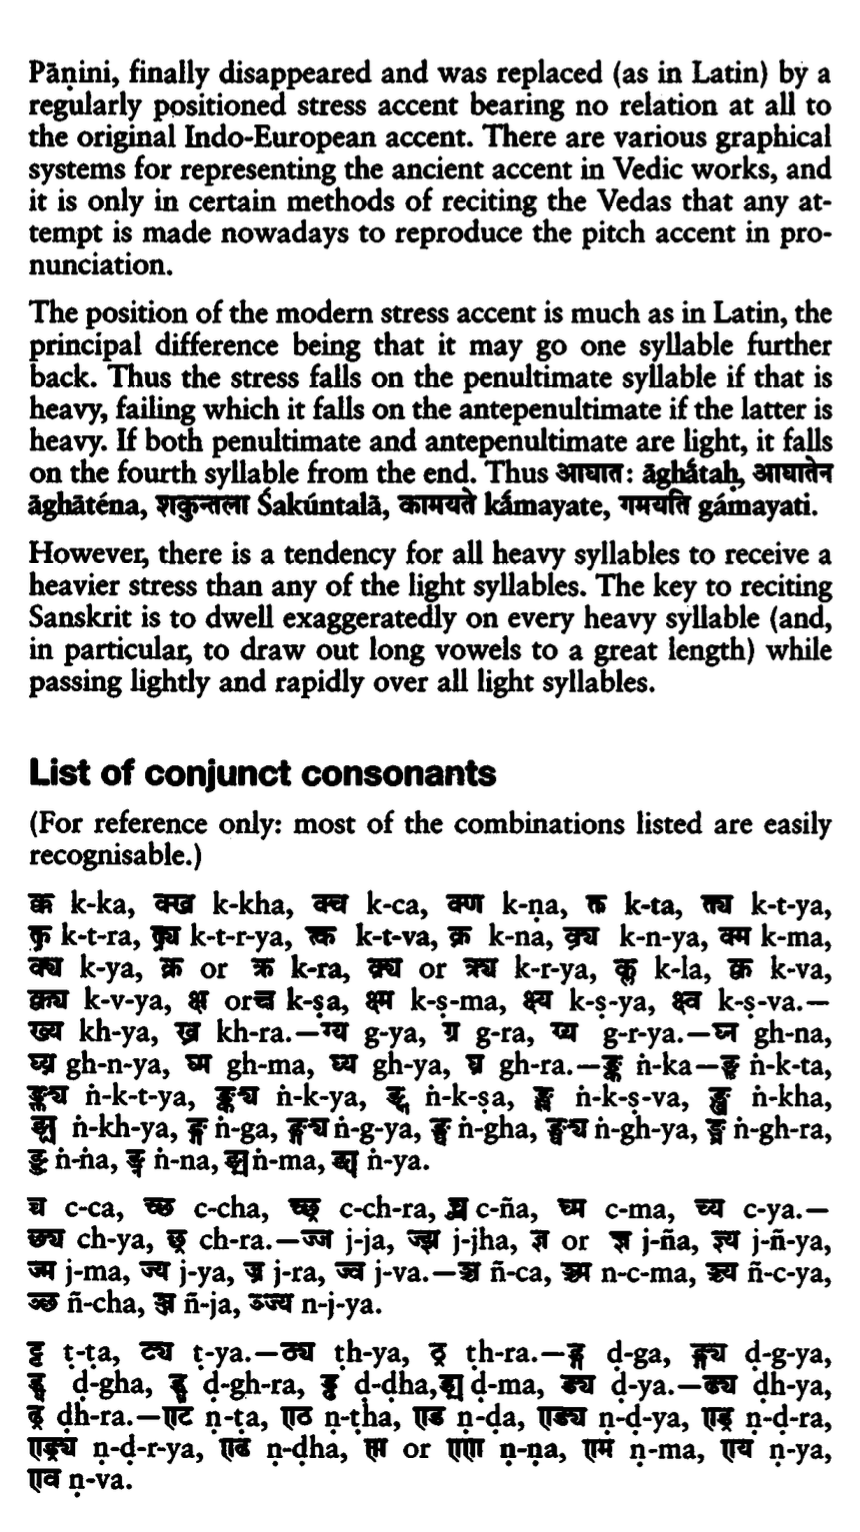 Pāṇini, finally disappeared and was replaced (as in Latin) by a
regularly positioned stress accent bearing no relation at all to
the original Indo-European accent. There are various graphical
systems for representing the ancient accent in Vedic works, and
it is only in certain methods of reciting the Vedas that any at-
tempt is made nowadays to reproduce the pitch accent in pro-
nunciation.
The position of the modern stress accent is much as in Latin, the
principal difference being that it may go one syllable further
back. Thus the stress falls on the penultimate syllable if that is
heavy, failing which it falls on the antepenultimate if the latter is
heavy. If both penultimate and antepenultimate are light, it falls
on the fourth syllable from the end. Thus आघातः āghā́taḥ, आघातेन
āghāténa, शकुन्तला Śakúntalā, कामयते kā́mayate, गमयति gámayati.
However, there is a tendency for all heavy syllables to receive a
heavier stress than any of the light syllables. The key to reciting
Sanskrit is to dwell exaggeratedly on every heavy syllable (and,
in particular, to draw out long vowels to a great length) while
passing lightly and rapidly over all light syllables.
List of conjunct consonants
(For reference only: most of the combinations listed are easily
recognisable.)
क्क k-ka, क्ख k-kha, क्च k-ca, क्ण k-ṇa, क्त k-ta, क्त्य k-t-ya,
क्त्र k-t-ra, क्त्र्य k-t-r-ya, क्त्व k-t-va, क्न k-na, क्न्य k-n-ya, क्म k-ma,
क्य k-ya, क्र or क्र k-ra, क्र्य or क्र्य k-r-ya, क्ल k-la, क्व k-va,
क्व्य k-v-ya, क्ष or क्ष k-ṣa, क्ष्म k-ṣ-ma, क्ष्य k-ṣ-ya, क्ष्व k-ṣ-va.—
ख्य kh-ya, ख्र kh-ra.—ग्य g-ya, ग्र g-ra, ग्र्य g-r-ya.—घ्न gh-na,
घ्न्य gh-n-ya, घ्म gh-ma, घ्य gh-ya, घ्र gh-ra.—ङ्क ṅ-ka—ङ्क्त ṅ-k-ta,
ङ्क्त्य ṅ-k-t-ya, ङ्क्य ṅ-k-ya, ङ्क्ष ṅ-k-ṣa, ङ्क्ष्व ṅ-k-ṣ-va, ङ्ख ṅ-kha,
ङ्ख्य ṅ-kh-ya, ङ्ग ṅ-ga, ङ्ग्य ṅ-g-ya, ङ्घ ṅ-gha, ङ्घ्य ṅ-gh-ya, ङ्घ्र ṅ-gh-ra,
ङ्ङ ṅ-ṅa, ङ्न ṅ-na, ङ्म ṅ-ma, ङ्य ṅ-ya.
च्च c-ca, च्छ c-cha, च्छ्र c-ch-ra, च्ञ c-ña, च्म c-ma, च्य c-ya.—
छ्य ch-ya, छ्र ch-ra.—ज्ज j-ja, ज्झ j-jha, ज्ञ or ज्ञ j-ña, ज्ञ्य j-ñ-ya,
ज्म j-ma, ज्य j-ya, ज्र j-ra, ज्व j-va.—ञ्च ñ-ca, ञ्च्म n-c-ma, ञ्च्य ñ-c-ya,
ञ्छ ñ-cha, ञ्ज ñ-ja, ञ्ज्य n-j-ya.
ट्ट ṭ-ṭa, ट्य ṭ-ya.—ठ्य ṭh-ya, ठ्र ṭh-ra.—ड्ग ḍ-ga, ड्ग्य ḍ-g-ya,
ड्घ ḍ-gha, ड्घ्र ḍ-gh-ra, ड्ढ ḍ-ḍha, ड्म ḍ-ma, ड्य ḍ-ya.—ढ्य ḍh-ya,
ढ्र ḍh-ra.—ण्ट ṇ-ṭa, ण्ठ ṇ-ṭha, ण्ड ṇ-ḍa, ण्ड्य ṇ-ḍ-ya, ण्ड्र ṇ-ḍ-ra,
ण्ड्र्य ṇ-ḍ-r-ya, ण्ढ ṇ-ḍha, ण्ण or ण्ण ṇ-ṇa, ण्म ṇ-ma, ण्य ṇ-ya,
ण्व ṇ-va.